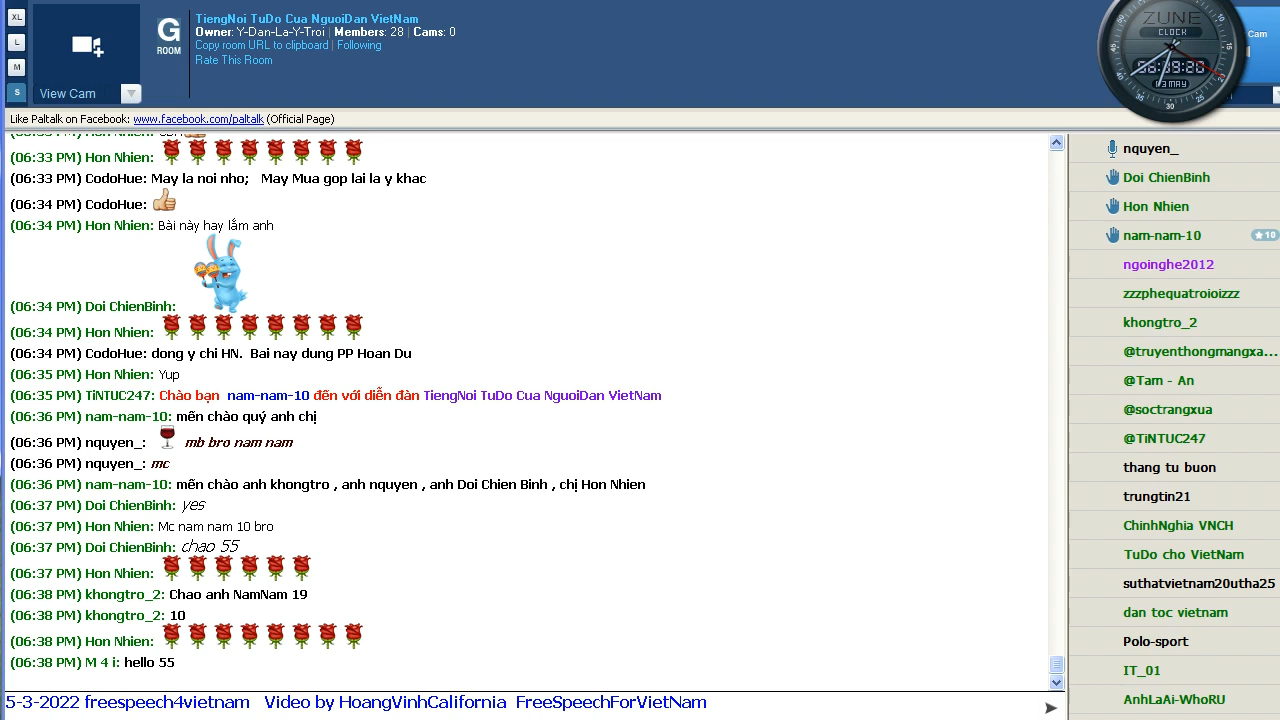 XL
L
M
S
View Cam
G
ROOM
TiengNoi TuDo Cua NguoiDan VietNam
Owner: Y-Dan-La-Y-Troi | Members: 28 | Cams: 0
Copy room URL to clipboard | Following
Rate This Room
ZUNE
CLOCK
Cam
Like Paltalk on Facebook: www.facebook.com/paltalk (Official Page)
(06:33 PM) Hon Nhien:
(06:33 PM) CodoHue: May la noi nho; May Mua gop lai la y khac
(06:34 PM) CodoHue:
(06:34 PM) Hon Nhien: Bài này hay lắm anh
(06:34 PM) Doi ChienBinh:
(06:34 PM) Hon Nhien:
(06:34 PM) CodoHue: dong y chi HN. Bai nay dung PP Hoan Du
(06:35 PM) Hon Nhien: Yup
(06:35 PM) TiNTUC247: Chào bạn nam-nam-10 đến với diễn đàn TiengNoi TuDo Cua NguoiDan VietNam
(06:36 PM) nam-nam-10: mến chào quý anh chị
(06:36 PM) nquyen_: mb bro nam nam
(06:36 PM) nquyen_: mc
(06:36 PM) nam-nam-10: mến chào anh khongtro , anh nquyen , anh Doi Chien Binh , chị Hon Nhien
(06:37 PM) Doi ChienBinh: yes
(06:37 PM) Hon Nhien: Mc nam nam 10 bro
(06:37 PM) Doi ChienBinh: chao 55
(06:37 PM) Hon Nhien:
(06:38 PM) khongtro_2: Chao anh NamNam 19
(06:38 PM) khongtro_2: 10
(06:38 PM) Hon Nhien:
(06:38 PM) M 4 i: hello 55
5-3-2022 freespeech4vietnam Video by HoangVinhCalifornia FreeSpeechForVietNam
nquyen_
Doi ChienBinh
Hon Nhien
nam-nam-10 10
ngoinghe2012
zzzphequatroioizzz
khongtro_2
@truyenthongmangxa...
@Tam - An
@soctrangxua
@TiNTUC247
thang tu buon
trungtin21
ChinhNghia VNCH
TuDo cho VietNam
suthatvietnam20utha25
dan toc vietnam
Polo-sport
IT_01
AnhLaAi-WhoRU